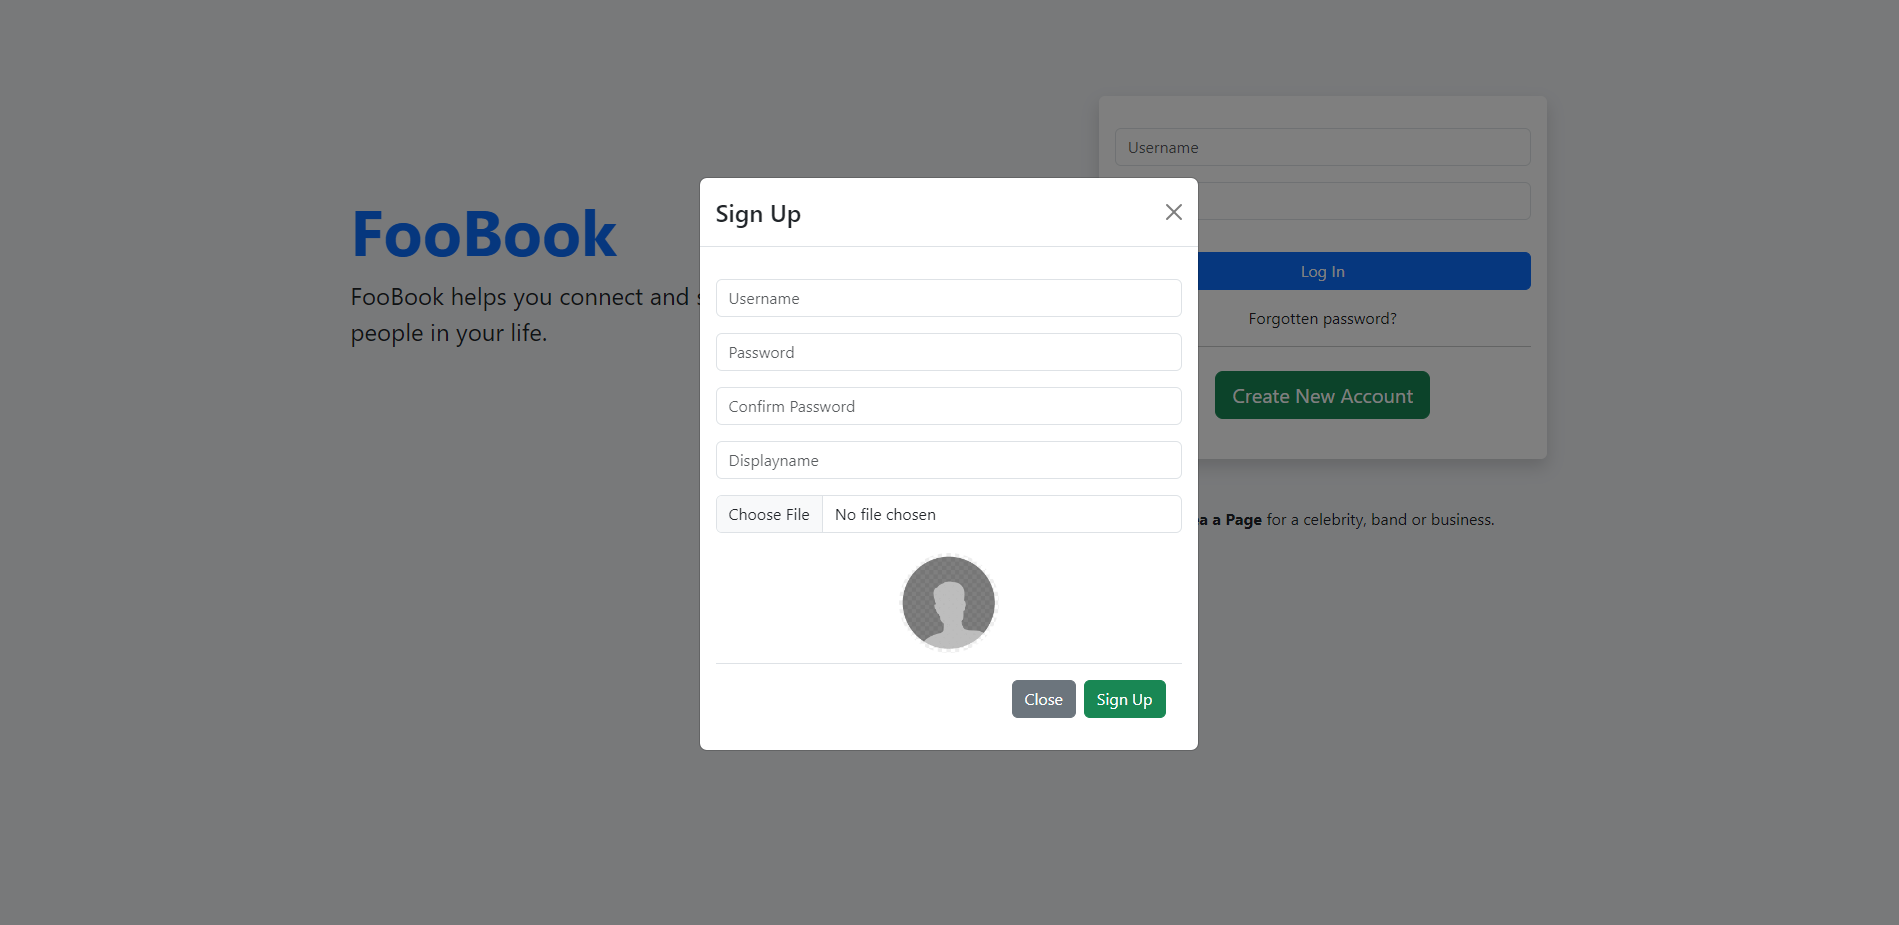 FooBook
FooBook helps you connect and
people in your life.
Username
Log In
Forgotten password?
Create New Account
a Page for a celebrity, band or business.
Sign Up
Username
Password
Confirm Password
Displayname
Choose File No file chosen
Close Sign Up